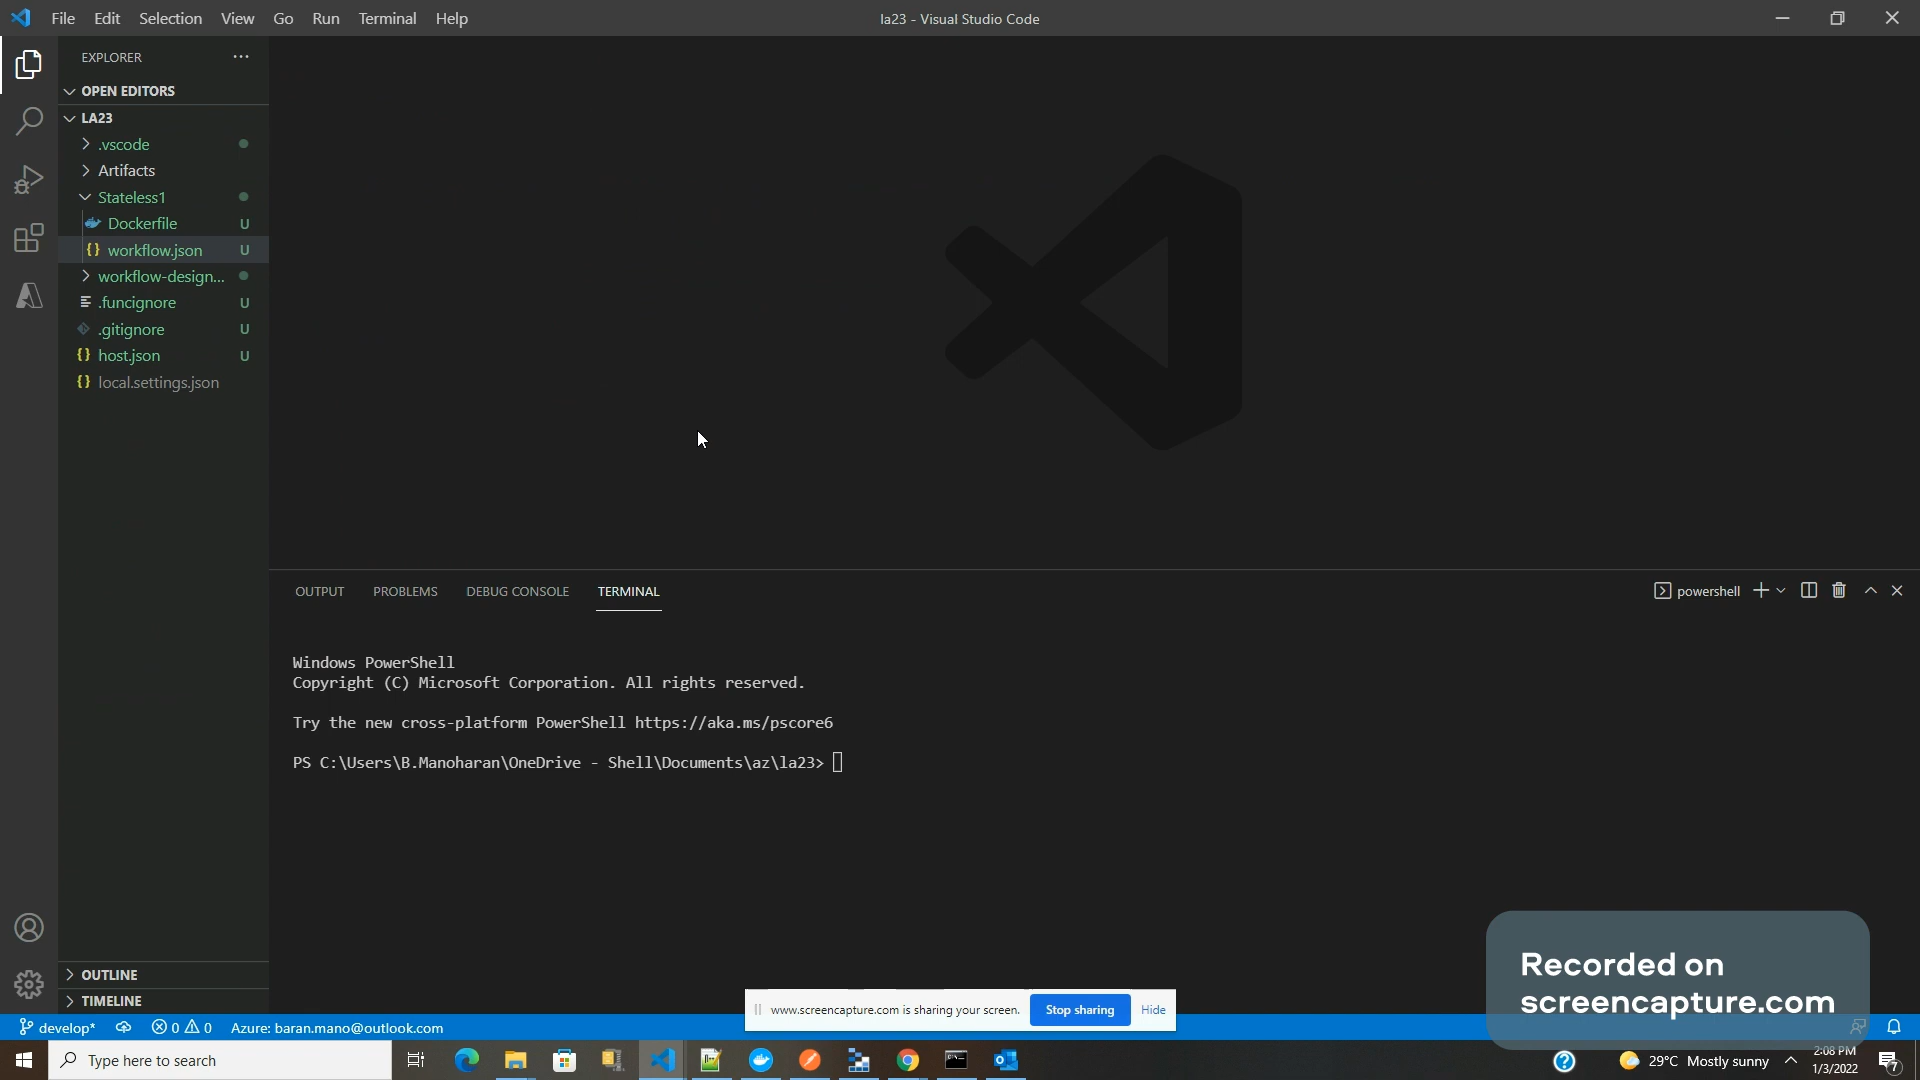 File Edit Selection View Go Run Terminal Help
la23 - Visual Studio Code
EXPLORER
OPEN EDITORS
LA23
.vscode
Artifacts
Stateless1
Dockerfile U
workflow.json U
workflow-design...
.funcignore U
.gitignore U
host.json U
local.settings.json
OUTLINE
TIMELINE
OUTPUT PROBLEMS DEBUG CONSOLE TERMINAL
powershell
Windows PowerShell
Copyright (C) Microsoft Corporation. All rights reserved.
Try the new cross-platform PowerShell https://aka.ms/pscore6
PS C:\Users\B.Manoharan\OneDrive - Shell\Documents\az\la23>
Recorded on
screencapture.com
www.screencapture.com is sharing your screen. Stop sharing Hide
develop* 0 0 Azure: baran.mano@outlook.com
Type here to search
29°C Mostly sunny
2:08 PM
1/3/2022
7